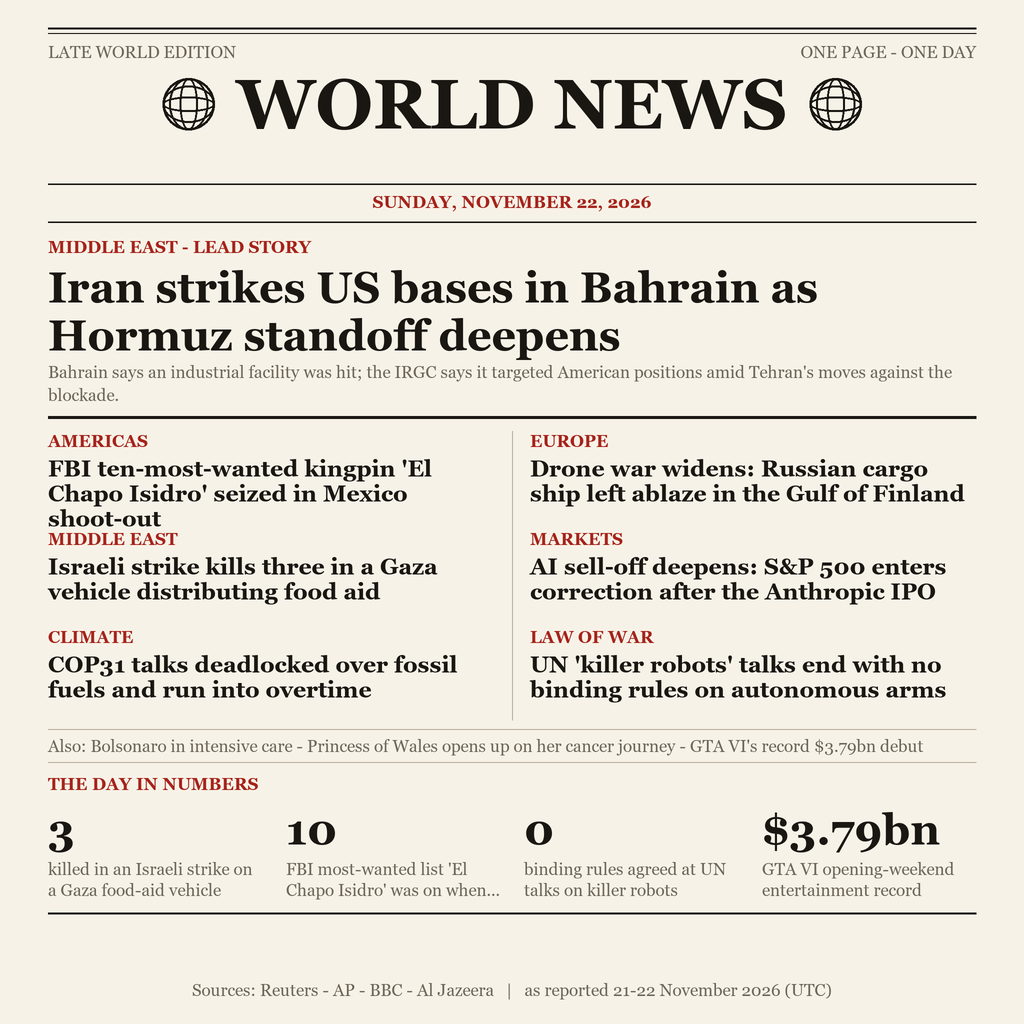 LATE WORLD EDITION
ONE PAGE - ONE DAY
WORLD NEWS
SUNDAY, NOVEMBER 22, 2026
MIDDLE EAST - LEAD STORY
Iran strikes US bases in Bahrain as
Hormuz standoff deepens
Bahrain says an industrial facility was hit; the IRGC says it targeted American positions amid Tehran's moves against the
blockade.
AMERICAS
FBI ten-most-wanted kingpin 'El
Chapo Isidro' seized in Mexico
shoot-out
MIDDLE EAST
Israeli strike kills three in a Gaza
vehicle distributing food aid
CLIMATE
COP31 talks deadlocked over fossil
fuels and run into overtime
EUROPE
Drone war widens: Russian cargo
ship left ablaze in the Gulf of Finland
MARKETS
AI sell-off deepens: S&P 500 enters
correction after the Anthropic IPO
LAW OF WAR
UN 'killer robots' talks end with no
binding rules on autonomous arms
Also: Bolsonaro in intensive care - Princess of Wales opens up on her cancer journey - GTA VI's record $3.79bn debut
THE DAY IN NUMBERS
3
killed in an Israeli strike on
a Gaza food-aid vehicle
10
FBI most-wanted list 'El
Chapo Isidro' was on when...
0
binding rules agreed at UN
talks on killer robots
$3.79bn
GTA VI opening-weekend
entertainment record
Sources: Reuters - AP - BBC - Al Jazeera | as reported 21-22 November 2026 (UTC)